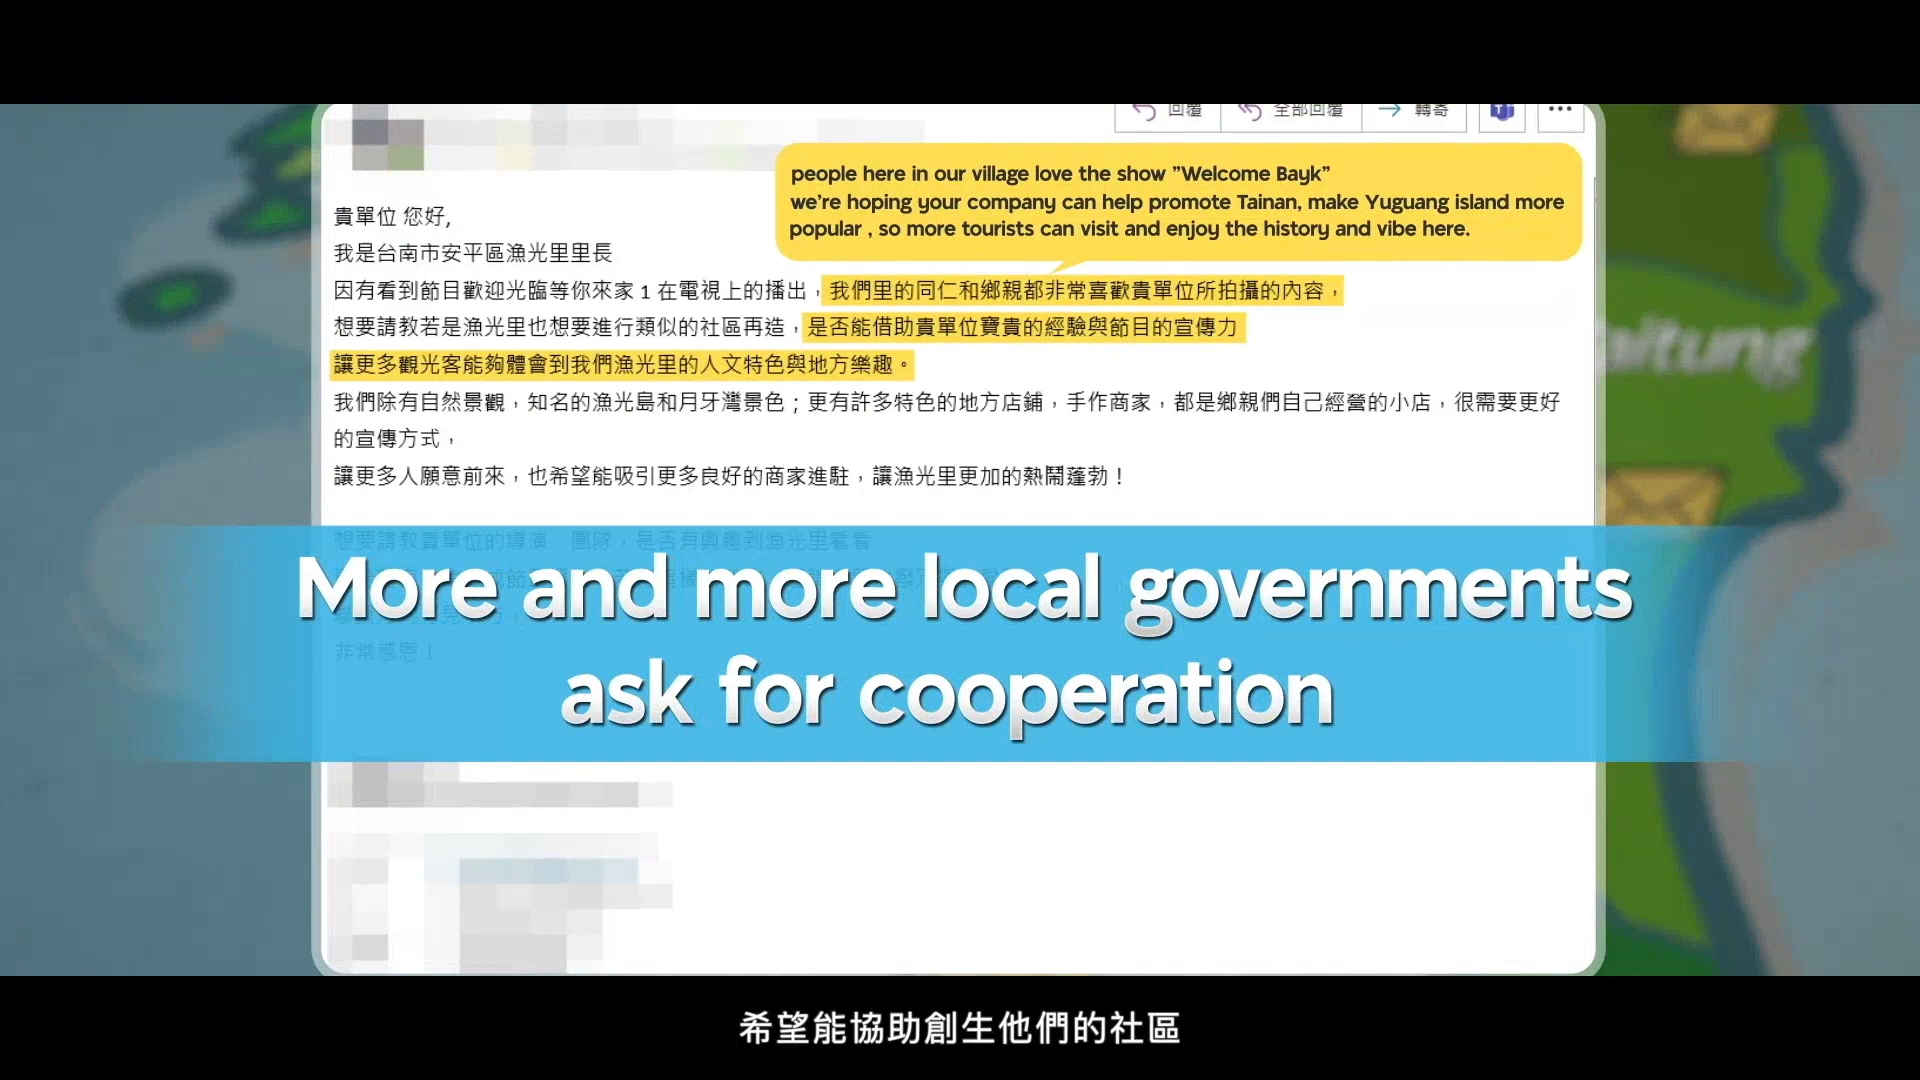 回覆 全部回覆 轉寄
people here in our village love the show "Welcome Bayk"
we're hoping your company can help promote Tainan, make Yuguang island more
popular , so more tourists can visit and enjoy the history and vibe here.
貴單位 您好,
我是台南市安平區漁光里里長
因有看到節目歡迎光臨等你來家 1 在電視上的播出，我們里的同仁和鄉親都非常喜歡貴單位所拍攝的內容，
想要請教若是漁光里也想要進行類似的社區再造，是否能借助貴單位寶貴的經驗與節目的宣傳力
讓更多觀光客能夠體會到我們漁光里的人文特色與地方樂趣。
我們除有自然景觀，知名的漁光島和月牙灣景色；更有許多特色的地方店鋪，手作商家，都是鄉親們自己經營的小店，很需要更好
的宣傳方式，
讓更多人願意前來，也希望能吸引更多良好的商家進駐，讓漁光里更加的熱鬧蓬勃！
想要請教貴單位的導演、團隊，是否有興趣到漁光里看看
More and more local governments
ask for cooperation
非常感恩！
aitung
希望能協助創生他們的社區